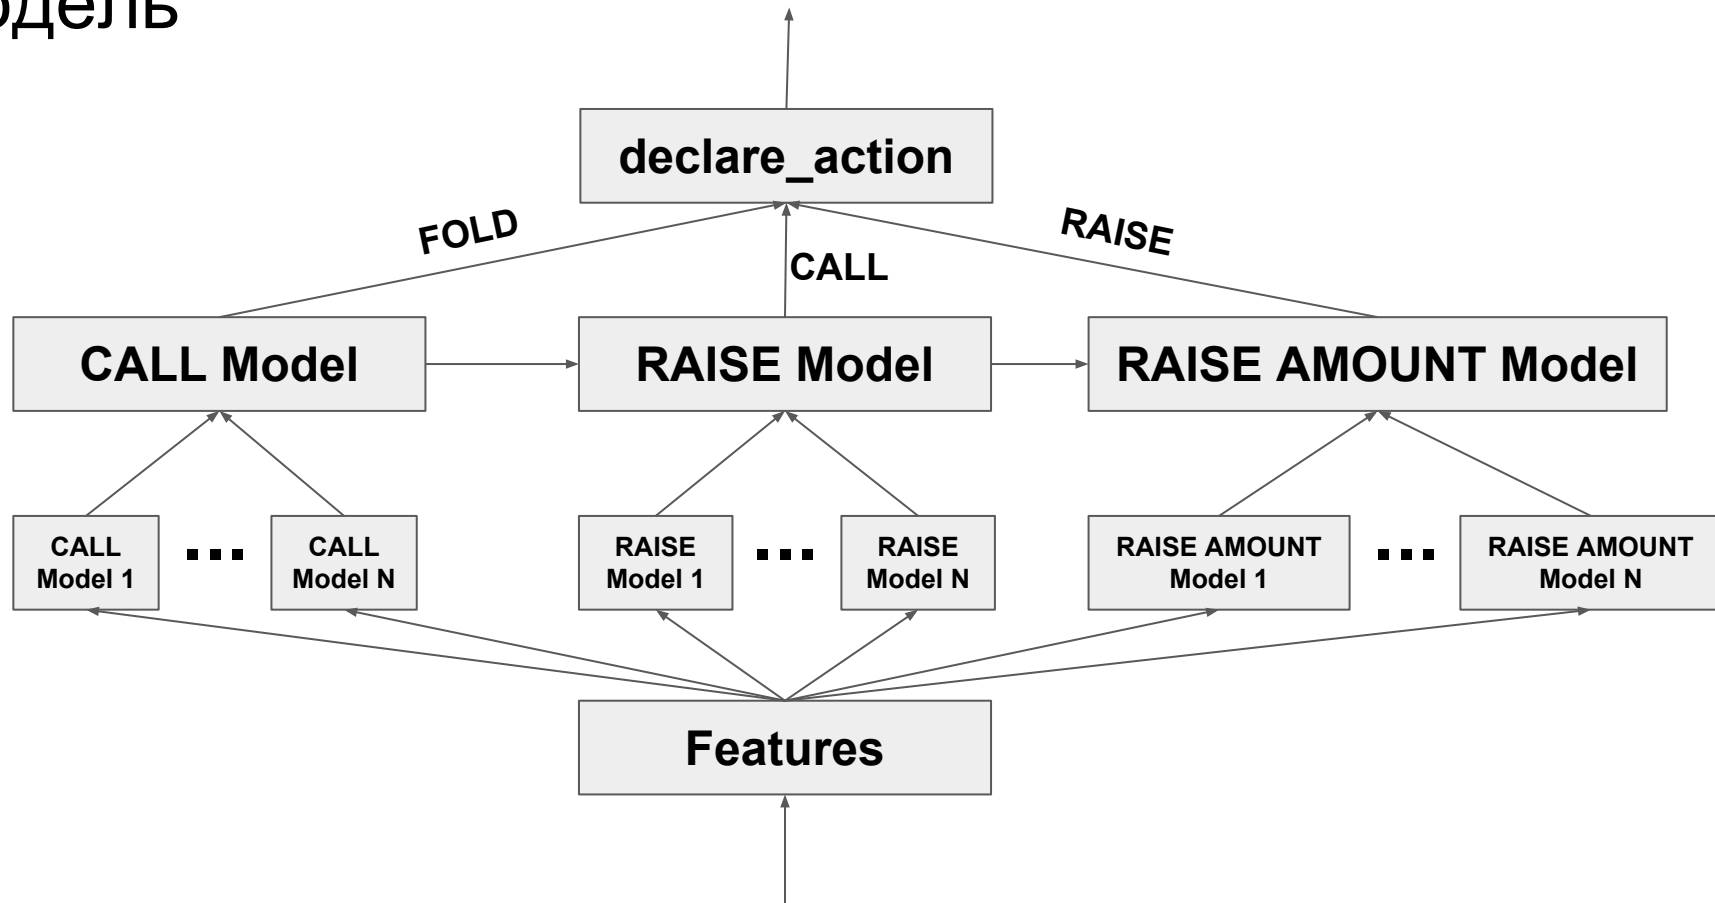 одель
declare_action
FOLD
RAISE
CALL
CALL Model
RAISE Model
RAISE AMOUNT Model
CALL
Model 1
...
CALL
Model N
RAISE
Model 1
...
RAISE
Model N
RAISE AMOUNT
Model 1
...
RAISE AMOUNT
Model N
Features